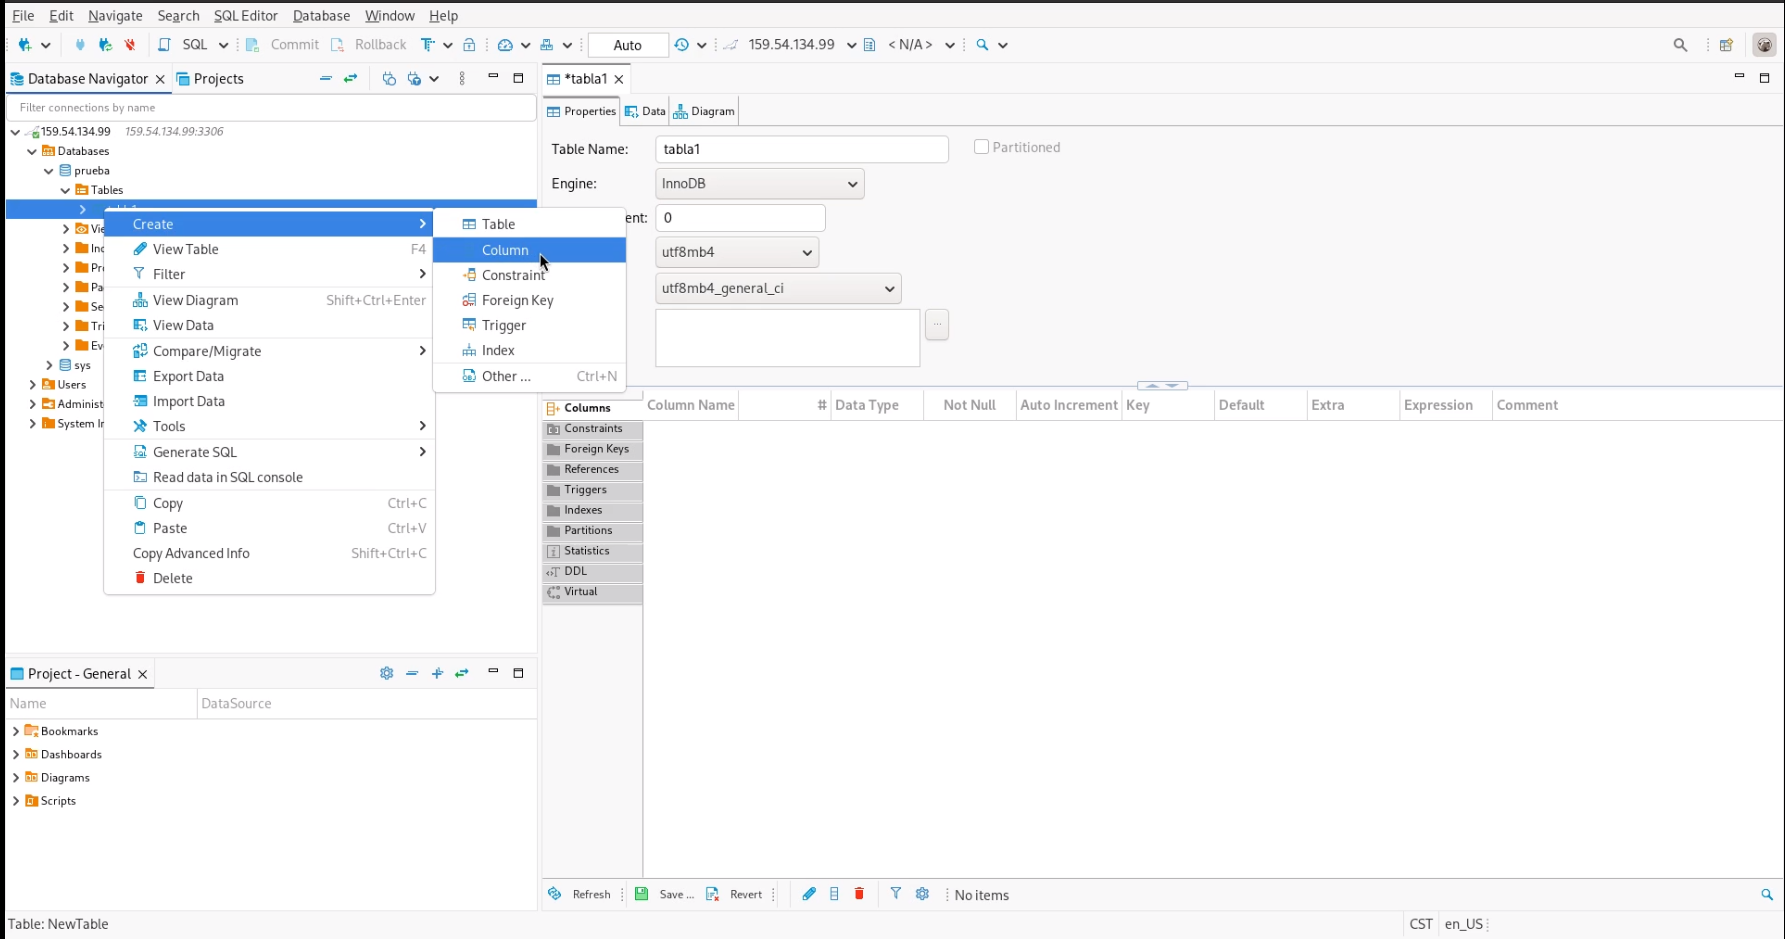 File Edit Navigate Search SQL Editor Database Window Help
SQL Commit Rollback Auto 159.54.134.99 < N/A >
Database Navigator Projects
Filter connections by name
159.54.134.99 159.54.134.99:3306
Databases
prueba
Tables
sys
Users
Administ
System Ir
Create
View Table F4
Filter
View Diagram Shift+Ctrl+Enter
View Data
Compare/Migrate
Export Data
Import Data
Tools
Generate SQL
Read data in SQL console
Copy Ctrl+C
Paste Ctrl+V
Copy Advanced Info Shift+Ctrl+C
Delete
Table
Column
Constraint
Foreign Key
Trigger
Index
Other ... Ctrl+N
*tabla1
Properties Data Diagram
Table Name: tabla1 Partitioned
Engine: InnoDB
ent: 0
utf8mb4
utf8mb4_general_ci
...
Columns
Constraints
Foreign Keys
References
Triggers
Indexes
Partitions
Statistics
DDL
Virtual
Column Name # Data Type Not Null Auto Increment Key Default Extra Expression Comment
Project - General
Name DataSource
Bookmarks
Dashboards
Diagrams
Scripts
Refresh Save ... Revert No items
Table: NewTable CST en_US